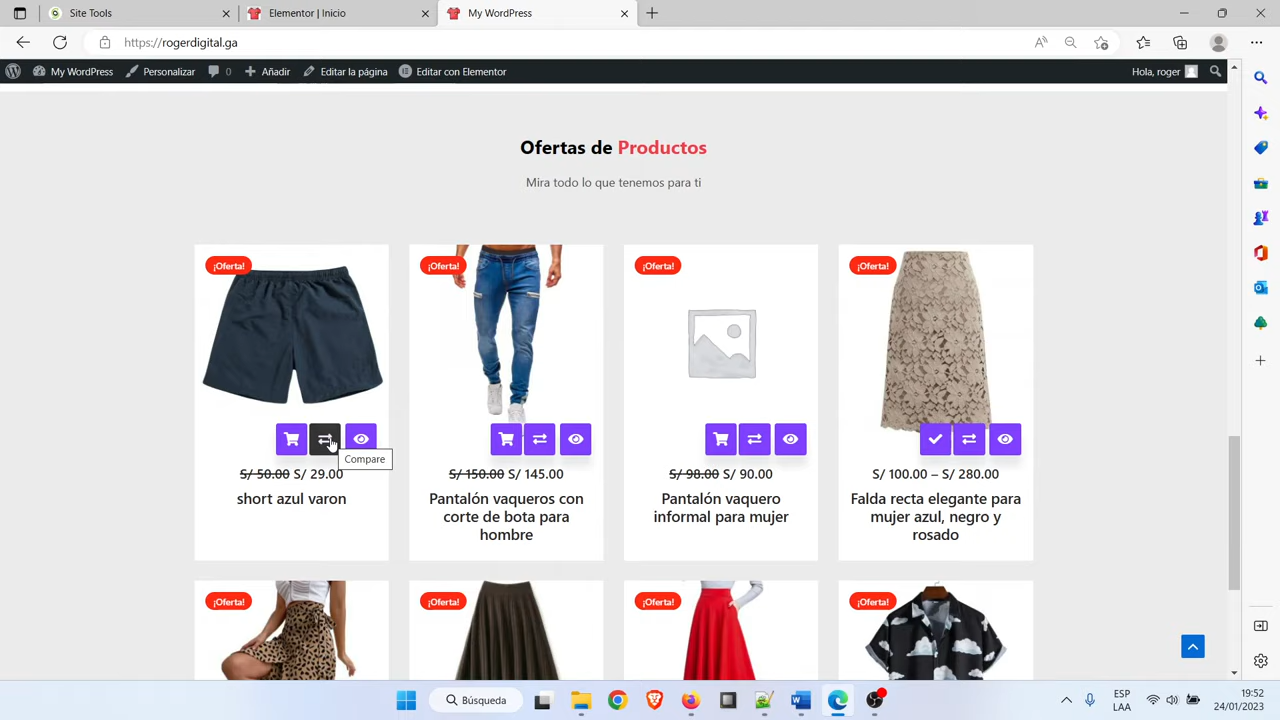 Site Tools
Elementor | Inicio
My WordPress
https://rogerdigital.ga
My WordPress
Personalizar
0
Añadir
Editar la página
Editar con Elementor
Hola, roger
Ofertas de Productos
Mira todo lo que tenemos para ti
¡Oferta!
¡Oferta!
¡Oferta!
¡Oferta!
Compare
S/ 50.00 S/ 29.00
S/ 150.00 S/ 145.00
S/ 98.00 S/ 90.00
S/ 100.00 – S/ 280.00
short azul varon
Pantalón vaqueros con
corte de bota para
hombre
Pantalón vaquero
informal para mujer
Falda recta elegante para
mujer azul, negro y
rosado
¡Oferta!
¡Oferta!
¡Oferta!
¡Oferta!
Búsqueda
ESP
LAA
19:52
24/01/2023